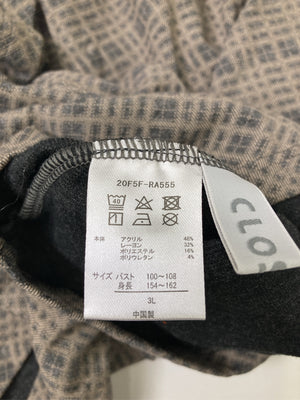 20F5F-RA555
40
本体 アクリル 48%
レーヨン 32%
ポリエステル 16%
ポリウレタン 4%
サイズ バスト 100～108
身長 154～162
3L
中国製
CLOS